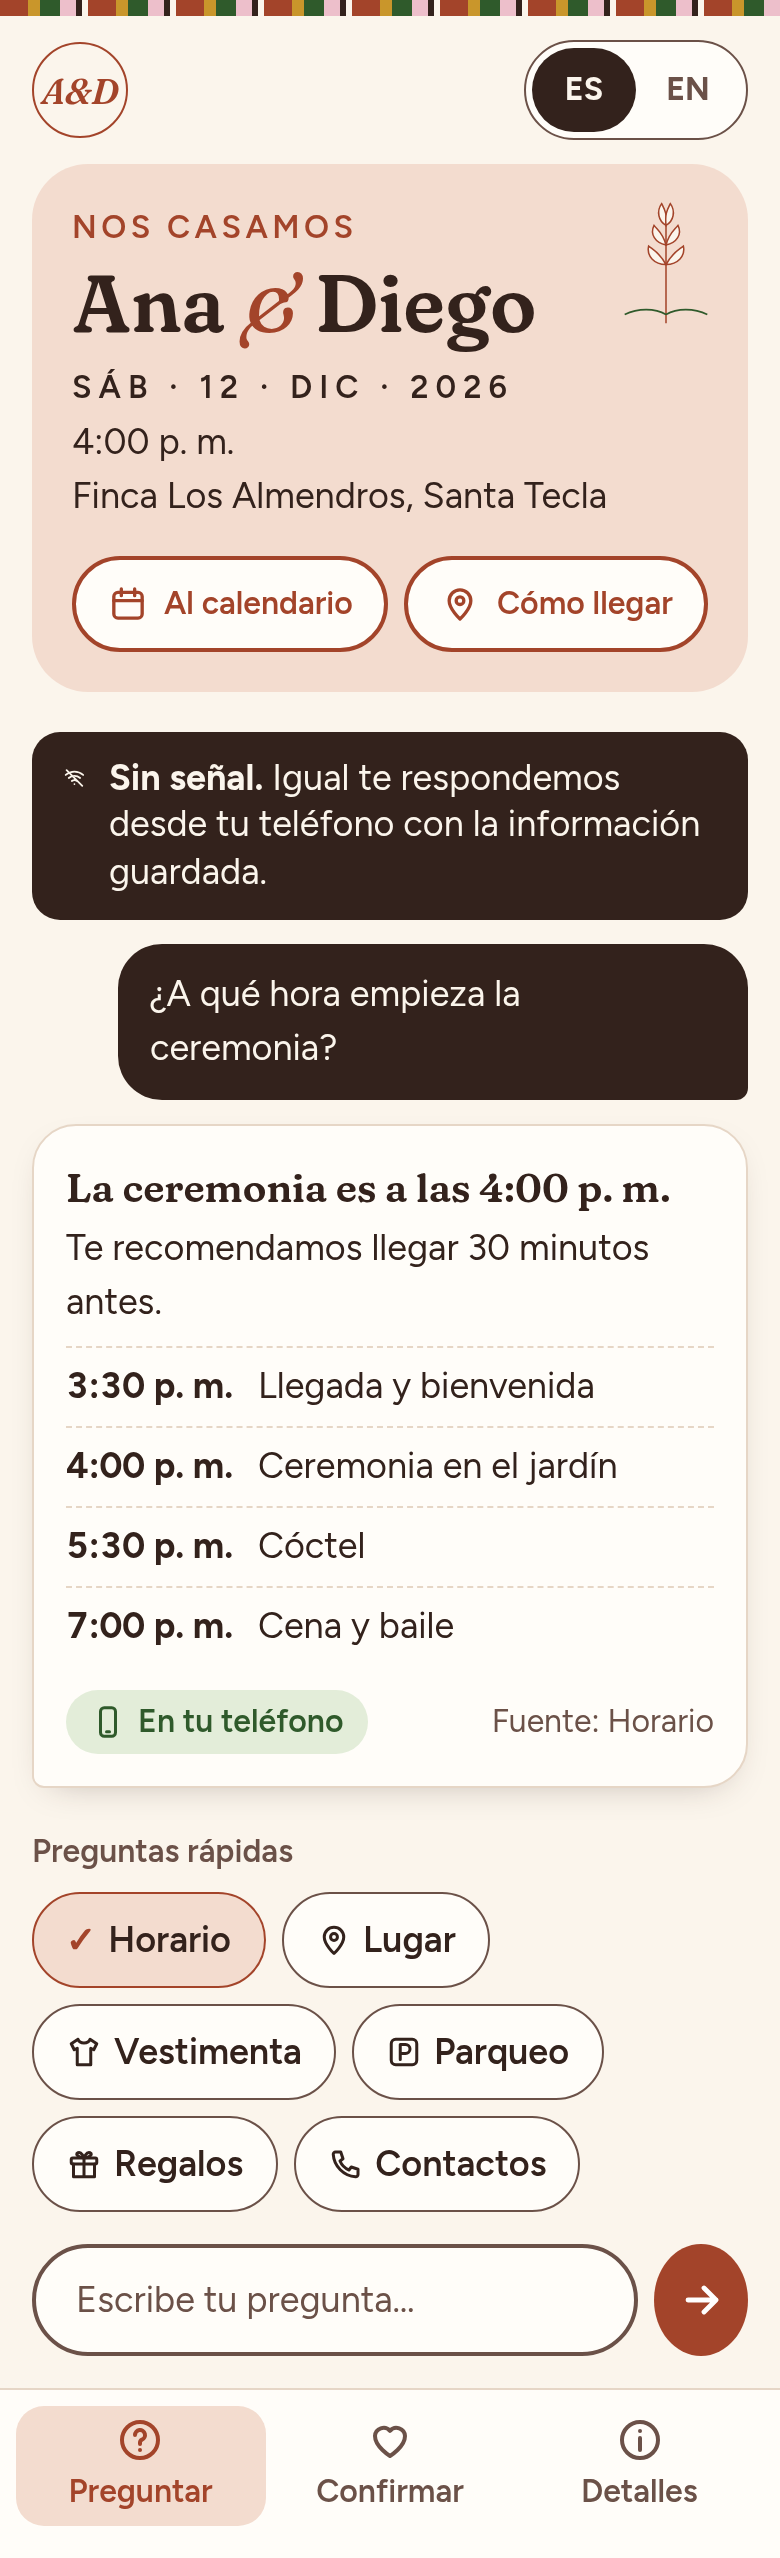 A&D
ES EN
NOS CASAMOS
Ana & Diego
SÁB · 12 · DIC · 2026
4:00 p. m.
Finca Los Almendros, Santa Tecla
Al calendario Cómo llegar
Sin señal. Igual te respondemos
desde tu teléfono con la información
guardada.
¿A qué hora empieza la
ceremonia?
La ceremonia es a las 4:00 p. m.
Te recomendamos llegar 30 minutos
antes.
3:30 p. m. Llegada y bienvenida
4:00 p. m. Ceremonia en el jardín
5:30 p. m. Cóctel
7:00 p. m. Cena y baile
En tu teléfono Fuente: Horario
Preguntas rápidas
✓ Horario Lugar
Vestimenta P Parqueo
Regalos Contactos
Escribe tu pregunta...
Preguntar Confirmar Detalles